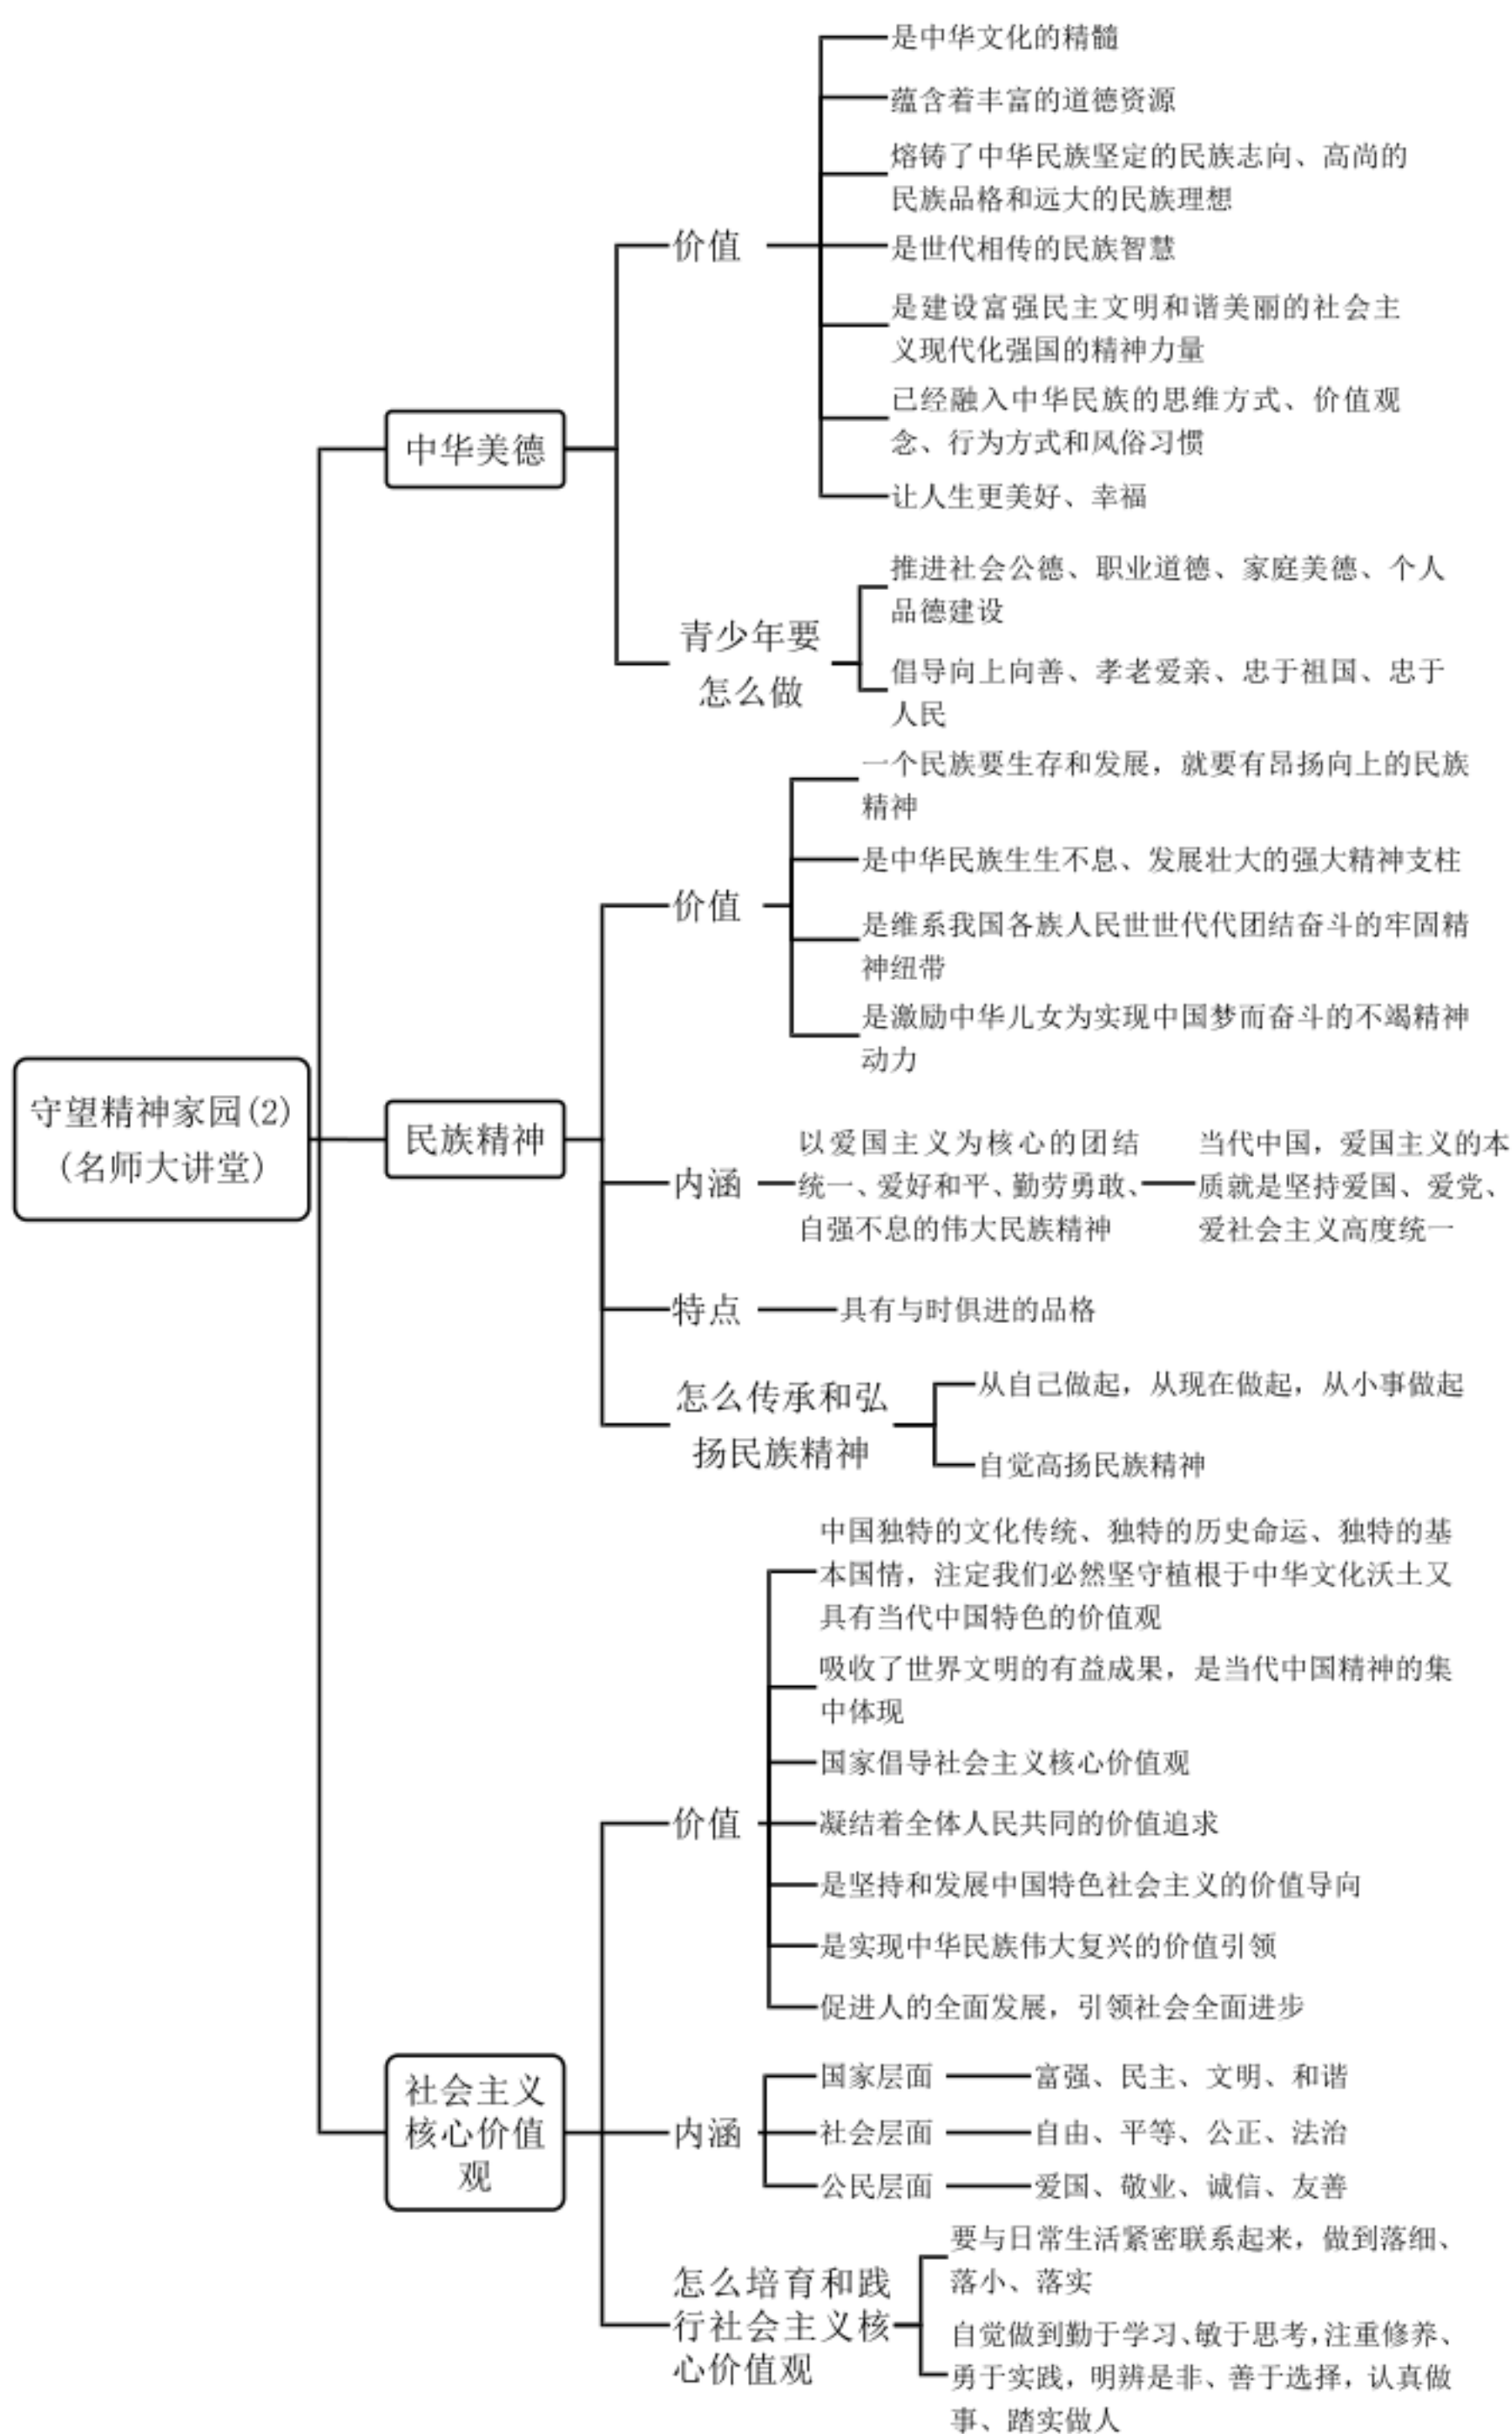 守望精神家园(2)
(名师大讲堂)
中华美德
价值
是中华文化的精髓
蕴含着丰富的道德资源
熔铸了中华民族坚定的民族志向、高尚的
民族品格和远大的民族理想
是世代相传的民族智慧
是建设富强民主文明和谐美丽的社会主
义现代化强国的精神力量
已经融入中华民族的思维方式、价值观
念、行为方式和风俗习惯
让人生更美好、幸福
青少年要
怎么做
推进社会公德、职业道德、家庭美德、个人
品德建设
倡导向上向善、孝老爱亲、忠于祖国、忠于
人民
民族精神
价值
一个民族要生存和发展，就要有昂扬向上的民族
精神
是中华民族生生不息、发展壮大的强大精神支柱
是维系我国各族人民世世代代团结奋斗的牢固精
神纽带
是激励中华儿女为实现中国梦而奋斗的不竭精神
动力
内涵
以爱国主义为核心的团结
统一、爱好和平、勤劳勇敢、
自强不息的伟大民族精神
当代中国，爱国主义的本
质就是坚持爱国、爱党、
爱社会主义高度统一
特点
具有与时俱进的品格
怎么传承和弘
扬民族精神
从自己做起，从现在做起，从小事做起
自觉高扬民族精神
社会主义
核心价值
观
价值
中国独特的文化传统、独特的历史命运、独特的基
本国情，注定我们必然坚守植根于中华文化沃土又
具有当代中国特色的价值观
吸收了世界文明的有益成果，是当代中国精神的集
中体现
国家倡导社会主义核心价值观
凝结着全体人民共同的价值追求
是坚持和发展中国特色社会主义的价值导向
是实现中华民族伟大复兴的价值引领
促进人的全面发展，引领社会全面进步
内涵
国家层面
富强、民主、文明、和谐
社会层面
自由、平等、公正、法治
公民层面
爱国、敬业、诚信、友善
怎么培育和践
行社会主义核
心价值观
要与日常生活紧密联系起来，做到落细、
落小、落实
自觉做到勤于学习、敏于思考，注重修养、
勇于实践，明辨是非、善于选择，认真做
事、踏实做人